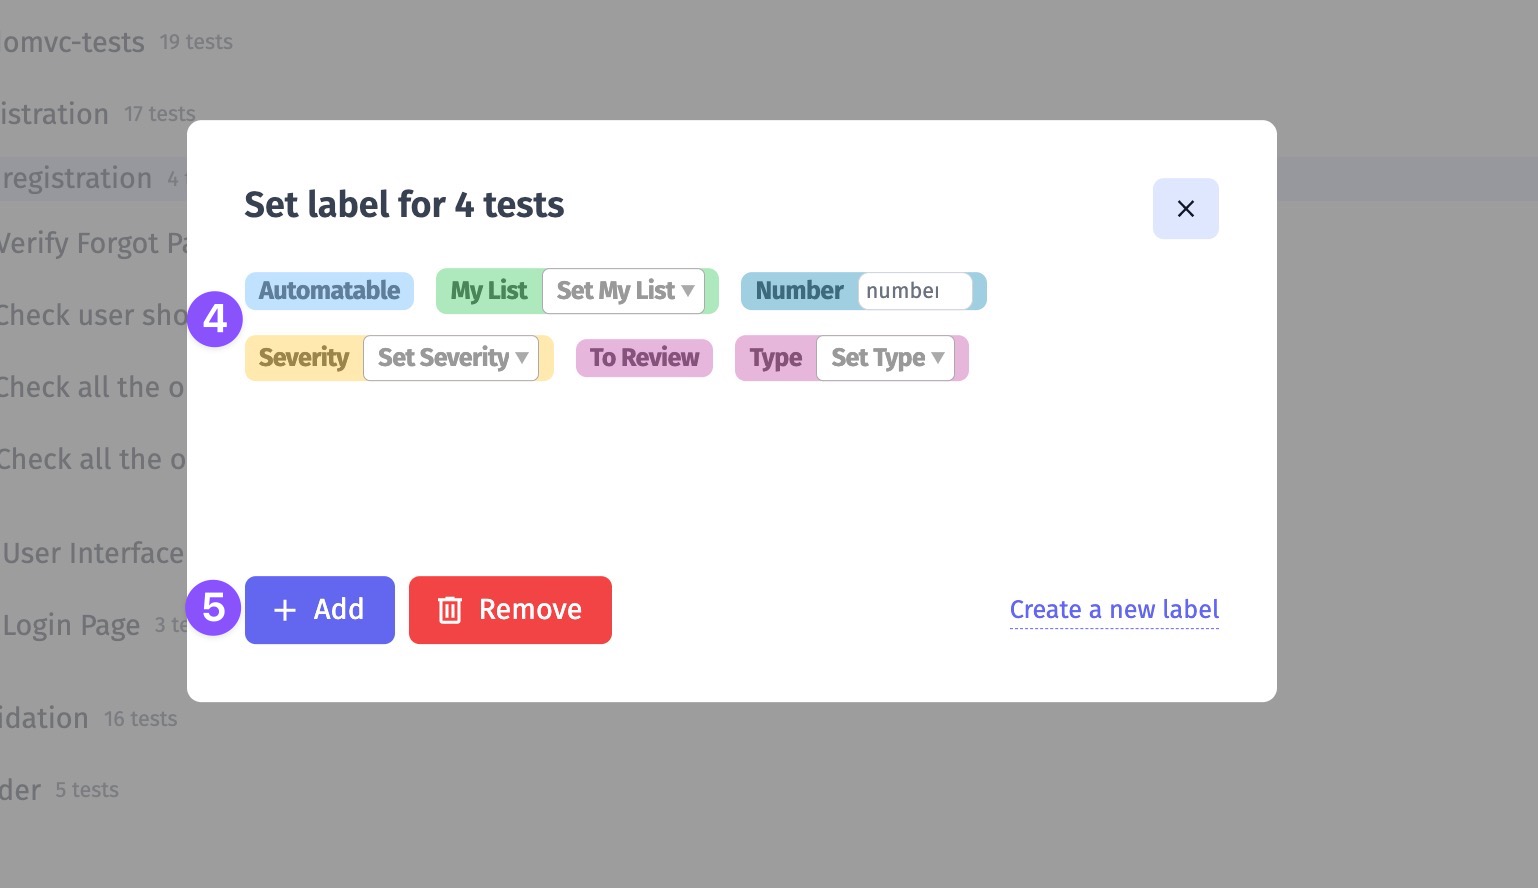 omvc-tests 19 tests
istration 17 tests
registration 4
Set label for 4 tests
Verify Forgot Pa
Automatable My List Set My List Number number
4
Check user sho
Severity Set Severity To Review Type Set Type
Check all the o
Check all the o
User Interface
5 Add Remove Create a new label
Login Page 3 te
idation 16 tests
der 5 tests